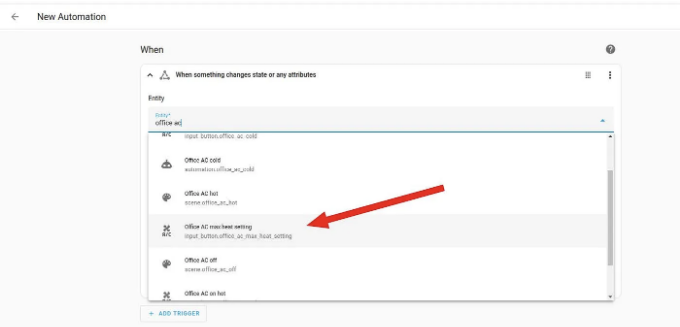 New Automation
When
When something changes state or any attributes
Entity
Entity*
office ac
A/C
input_button.office_ac_cold
Office AC cold
automation.office_ac_cold
Office AC hot
scene.office_ac_hot
A/C
Office AC max heat setting
input_button.office_ac_max_heat_setting
Office AC off
scene.office_ac_off
Office AC on hot
A/C
+ ADD TRIGGER